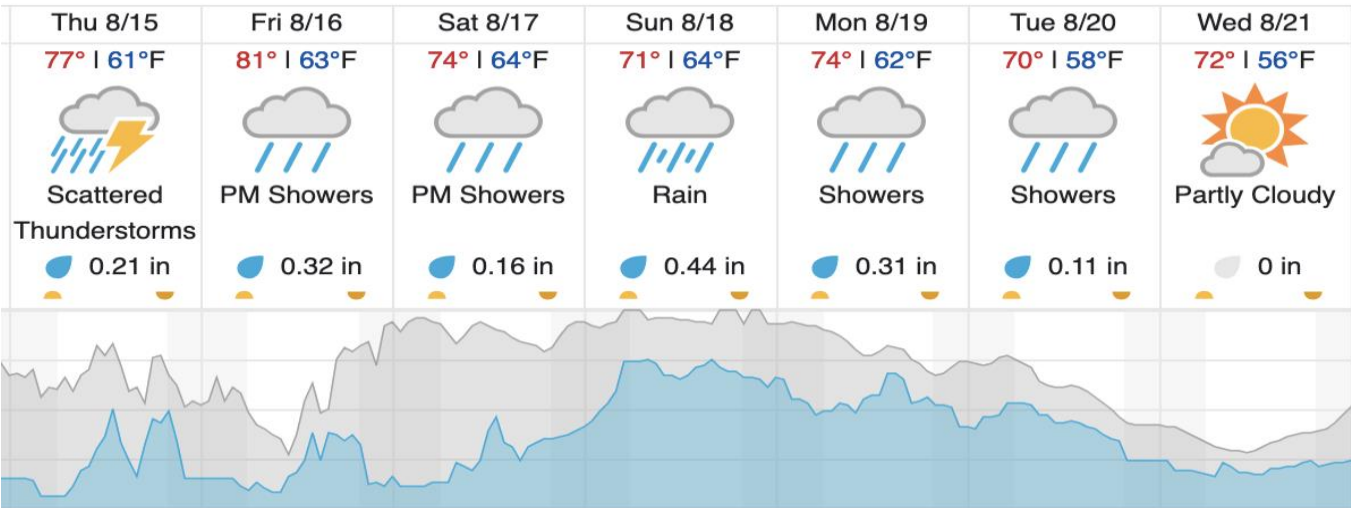 Thu 8/15
77° | 61°F
Scattered
Thunderstorms
0.21 in
Fri 8/16
81° | 63°F
PM Showers
0.32 in
Sat 8/17
74° | 64°F
PM Showers
0.16 in
Sun 8/18
71° | 64°F
Rain
0.44 in
Mon 8/19
74° | 62°F
Showers
0.31 in
Tue 8/20
70° | 58°F
Showers
0.11 in
Wed 8/21
72° | 56°F
Partly Cloudy
0 in